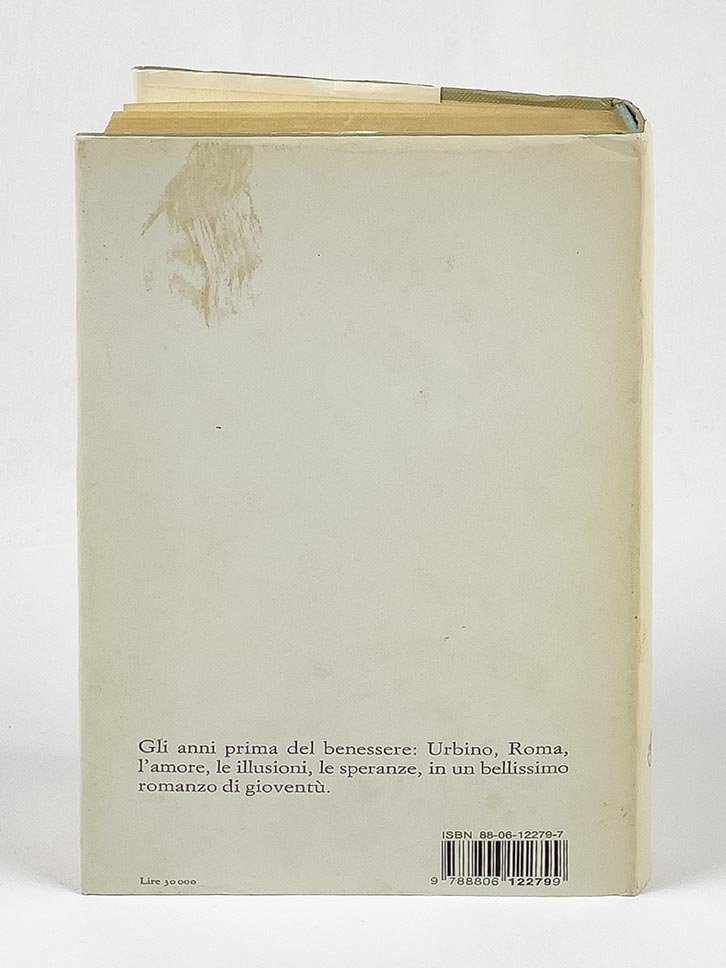 Gli anni prima del benessere: Urbino, Roma,
l'amore, le illusioni, le speranze, in un bellissimo
romanzo di gioventù.
ISBN 88-06-12279-7
9 788806 122799
Lire 30 000